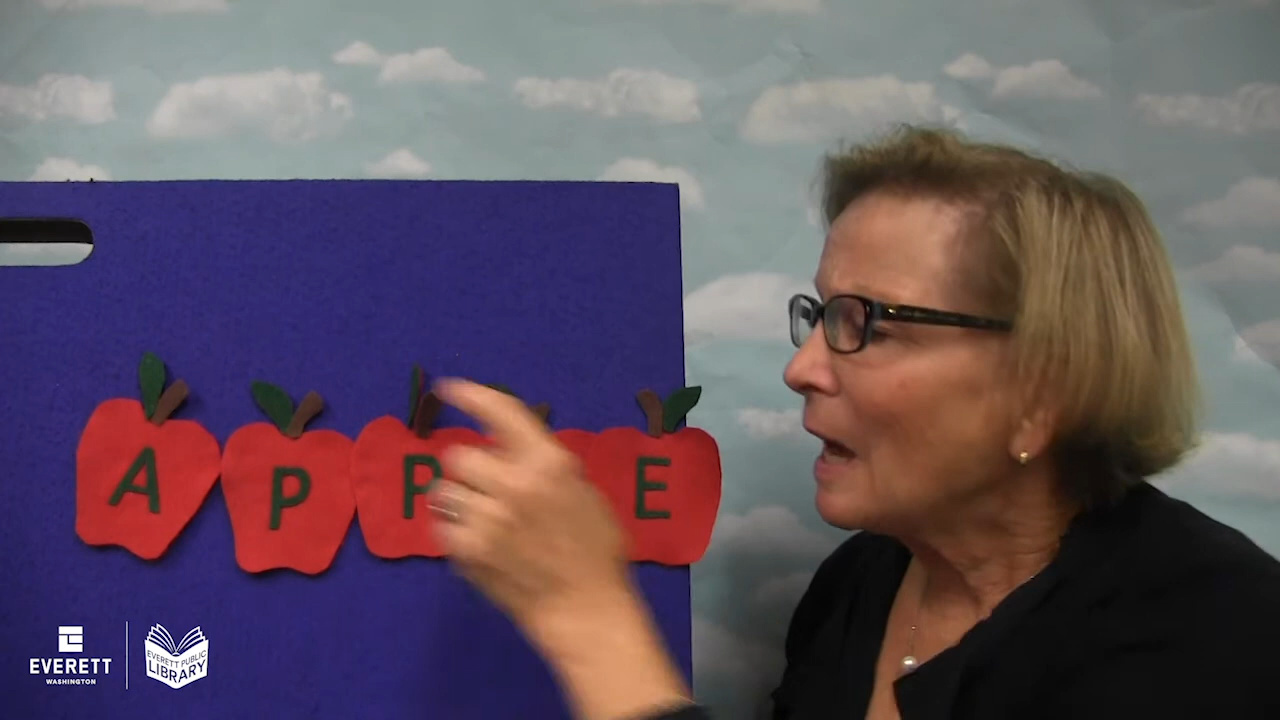 A P P E
EVERETT
WASHINGTON
EVERETT PUBLIC
LIBRARY